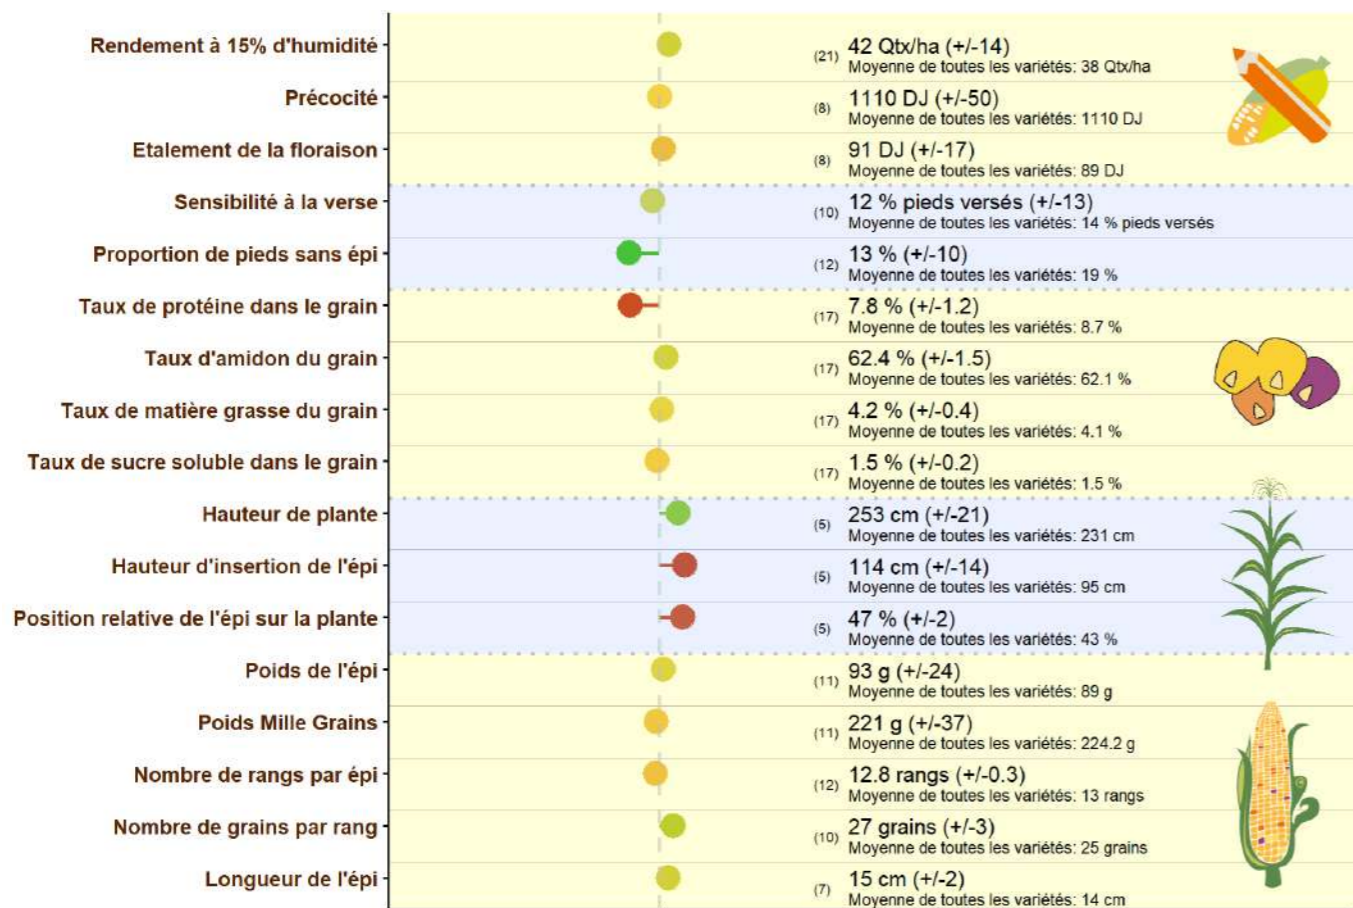 Rendement à 15% d'humidité
(21) 42 Qtx/ha (+/-14)
Moyenne de toutes les variétés: 38 Qtx/ha
Précocité
(8) 1110 DJ (+/-50)
Moyenne de toutes les variétés: 1110 DJ
Etalement de la floraison
(8) 91 DJ (+/-17)
Moyenne de toutes les variétés: 89 DJ
Sensibilité à la verse
(10) 12 % pieds versés (+/-13)
Moyenne de toutes les variétés: 14 % pieds versés
Proportion de pieds sans épi
(12) 13 % (+/-10)
Moyenne de toutes les variétés: 19 %
Taux de protéine dans le grain
(17) 7.8 % (+/-1.2)
Moyenne de toutes les variétés: 8.7 %
Taux d'amidon du grain
(17) 62.4 % (+/-1.5)
Moyenne de toutes les variétés: 62.1 %
Taux de matière grasse du grain
(17) 4.2 % (+/-0.4)
Moyenne de toutes les variétés: 4.1 %
Taux de sucre soluble dans le grain
(17) 1.5 % (+/-0.2)
Moyenne de toutes les variétés: 1.5 %
Hauteur de plante
(5) 253 cm (+/-21)
Moyenne de toutes les variétés: 231 cm
Hauteur d'insertion de l'épi
(5) 114 cm (+/-14)
Moyenne de toutes les variétés: 95 cm
Position relative de l'épi sur la plante
(5) 47 % (+/-2)
Moyenne de toutes les variétés: 43 %
Poids de l'épi
(11) 93 g (+/-24)
Moyenne de toutes les variétés: 89 g
Poids Mille Grains
(11) 221 g (+/-37)
Moyenne de toutes les variétés: 224.2 g
Nombre de rangs par épi
(12) 12.8 rangs (+/-0.3)
Moyenne de toutes les variétés: 13 rangs
Nombre de grains par rang
(10) 27 grains (+/-3)
Moyenne de toutes les variétés: 25 grains
Longueur de l'épi
(7) 15 cm (+/-2)
Moyenne de toutes les variétés: 14 cm